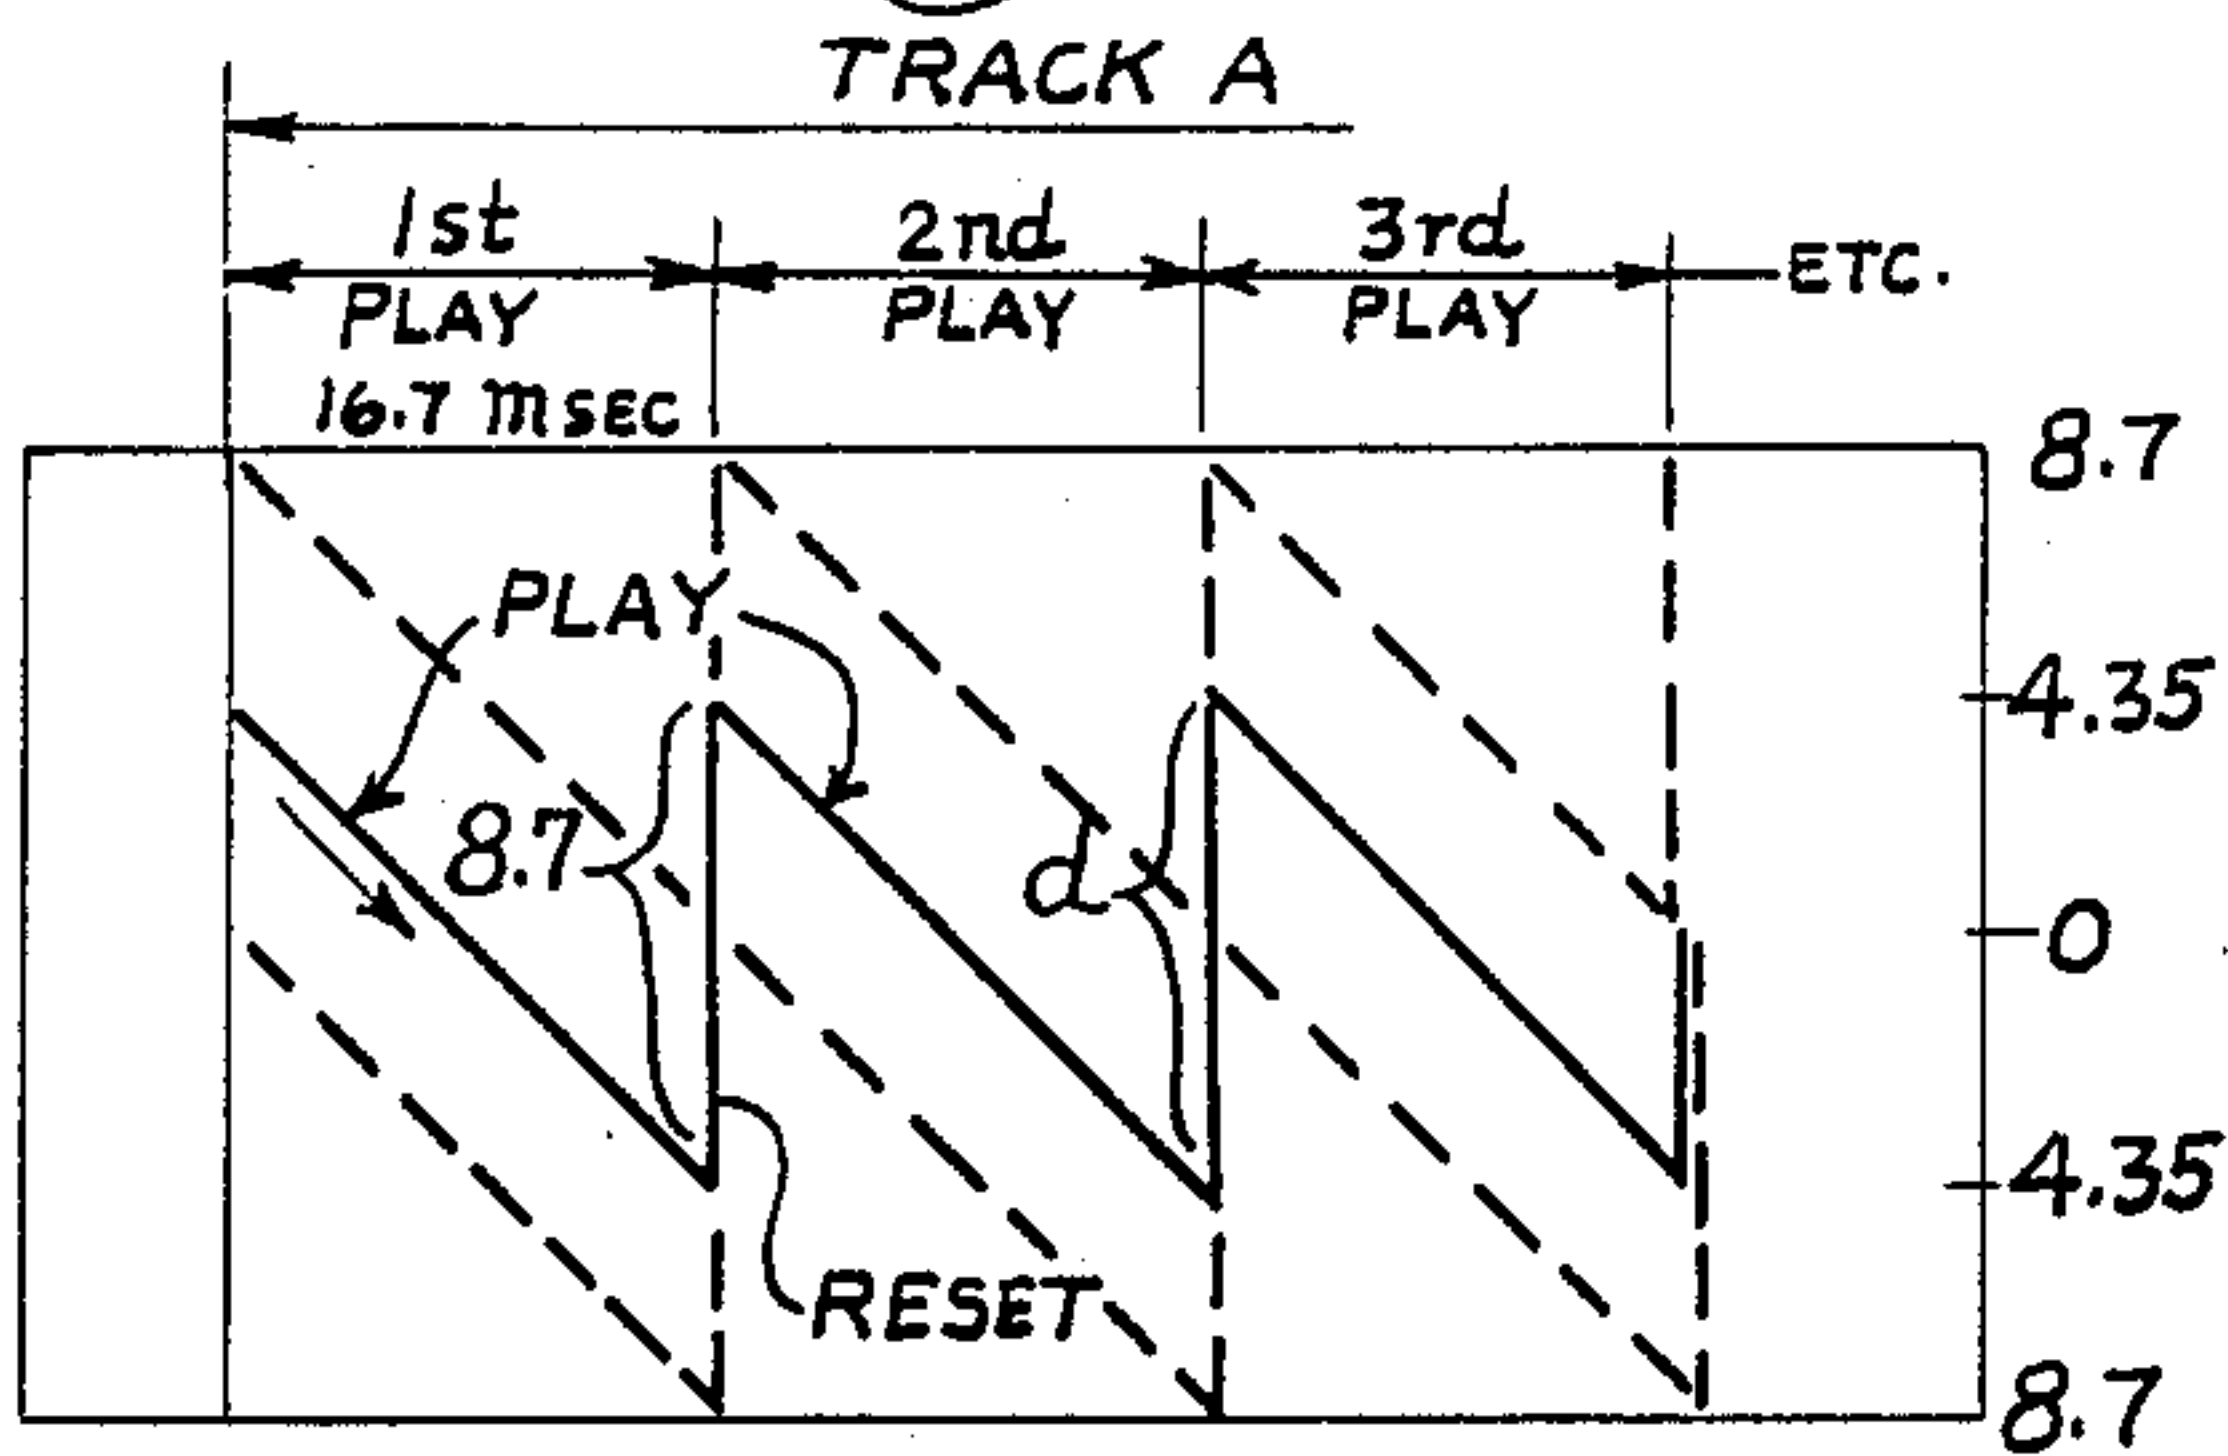 TRACK A
1st 2nd 3rd
PLAY PLAY PLAY ETC.
16.7 msec
8.7
PLAY
4.35
8.7 d
0
4.35
RESET
8.7